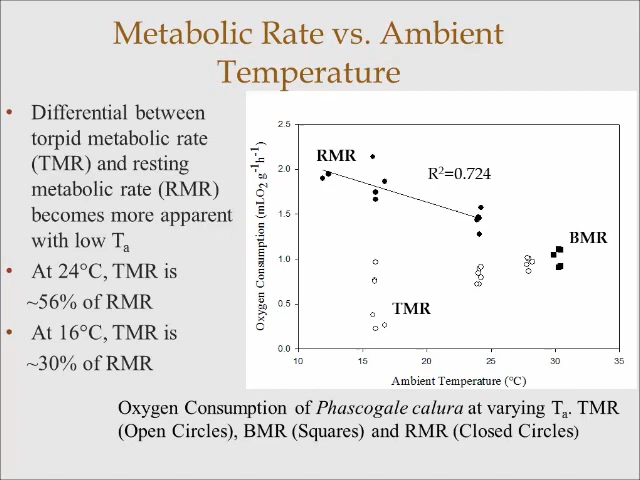 Metabolic Rate vs. Ambient
Temperature
• Differential between
torpid metabolic rate
(TMR) and resting
metabolic rate (RMR)
becomes more apparent
with low Ta
• At 24°C, TMR is
~56% of RMR
• At 16°C, TMR is
~30% of RMR
Oxygen Consumption (mLO2 g-1h-1)
2.5
2.0
1.5
1.0
0.5
0.0
RMR
R²=0.724
BMR
TMR
10 15 20 25 30 35
Ambient Temperature (°C)
Oxygen Consumption of Phascogale calura at varying Ta. TMR
(Open Circles), BMR (Squares) and RMR (Closed Circles)